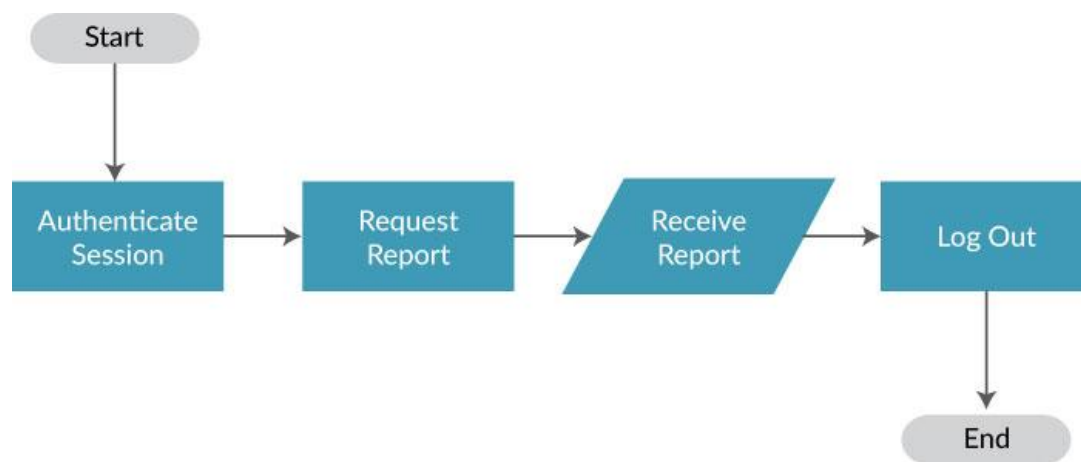 Start
Authenticate
Session
Request
Report
Receive
Report
Log Out
End